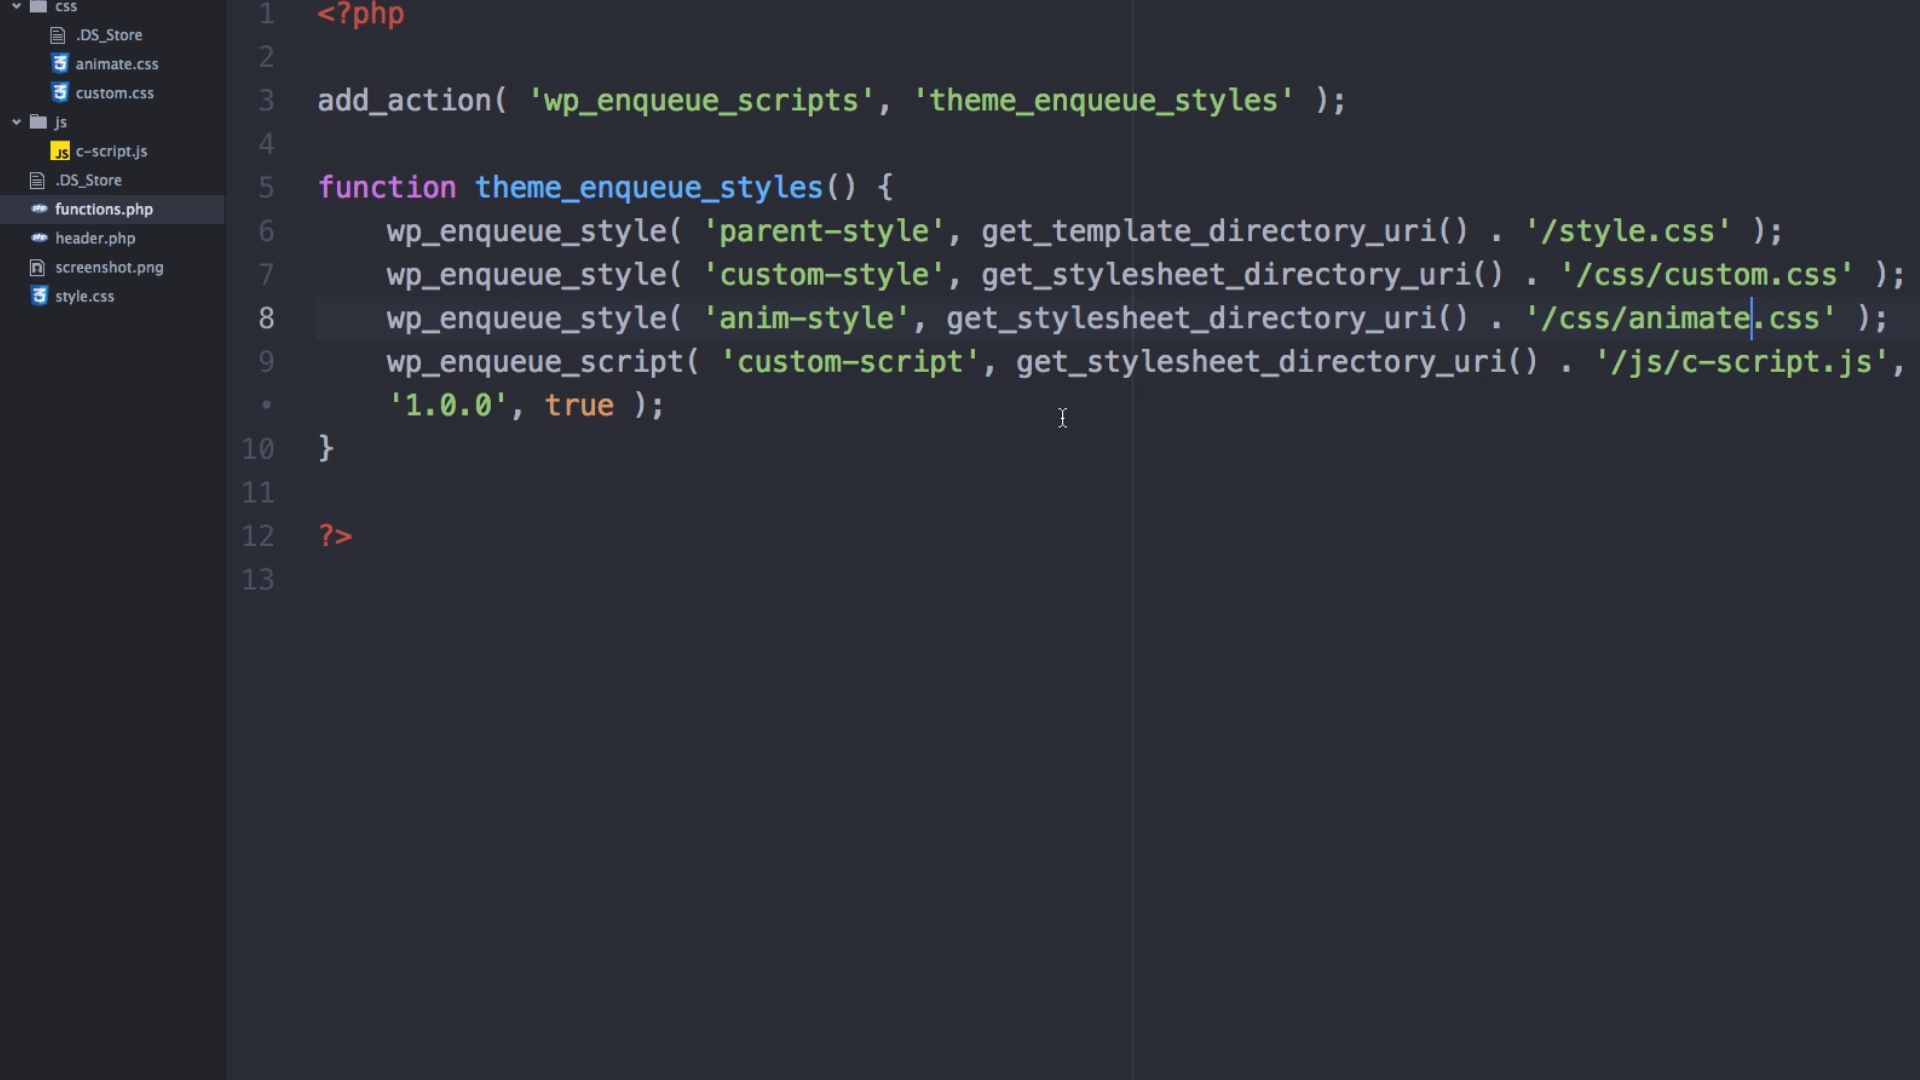 css
.DS_Store
animate.css
custom.css
js
c-script.js
.DS_Store
functions.php
header.php
screenshot.png
style.css
1 <?php
2
3 add_action( 'wp_enqueue_scripts', 'theme_enqueue_styles' );
4
5 function theme_enqueue_styles() {
6 wp_enqueue_style( 'parent-style', get_template_directory_uri() . '/style.css' );
7 wp_enqueue_style( 'custom-style', get_stylesheet_directory_uri() . '/css/custom.css' );
8 wp_enqueue_style( 'anim-style', get_stylesheet_directory_uri() . '/css/animate.css' );
9 wp_enqueue_script( 'custom-script', get_stylesheet_directory_uri() . '/js/c-script.js',
• '1.0.0', true );
10 }
11
12 ?>
13